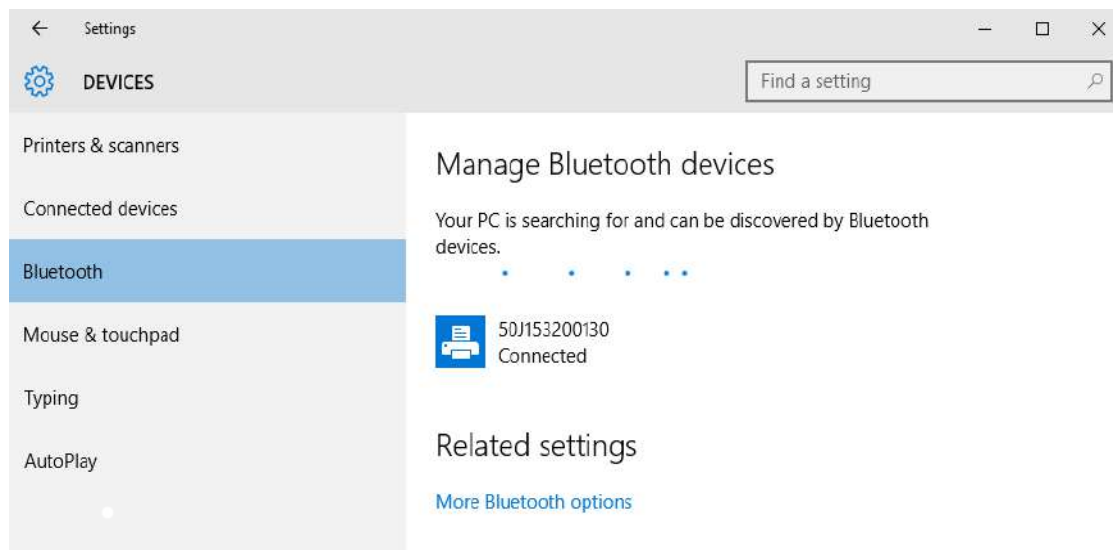 Settings
DEVICES
Find a setting
Printers & scanners
Connected devices
Bluetooth
Mouse & touchpad
Typing
AutoPlay
Manage Bluetooth devices
Your PC is searching for and can be discovered by Bluetooth
devices.
50J153200130
Connected
Related settings
More Bluetooth options